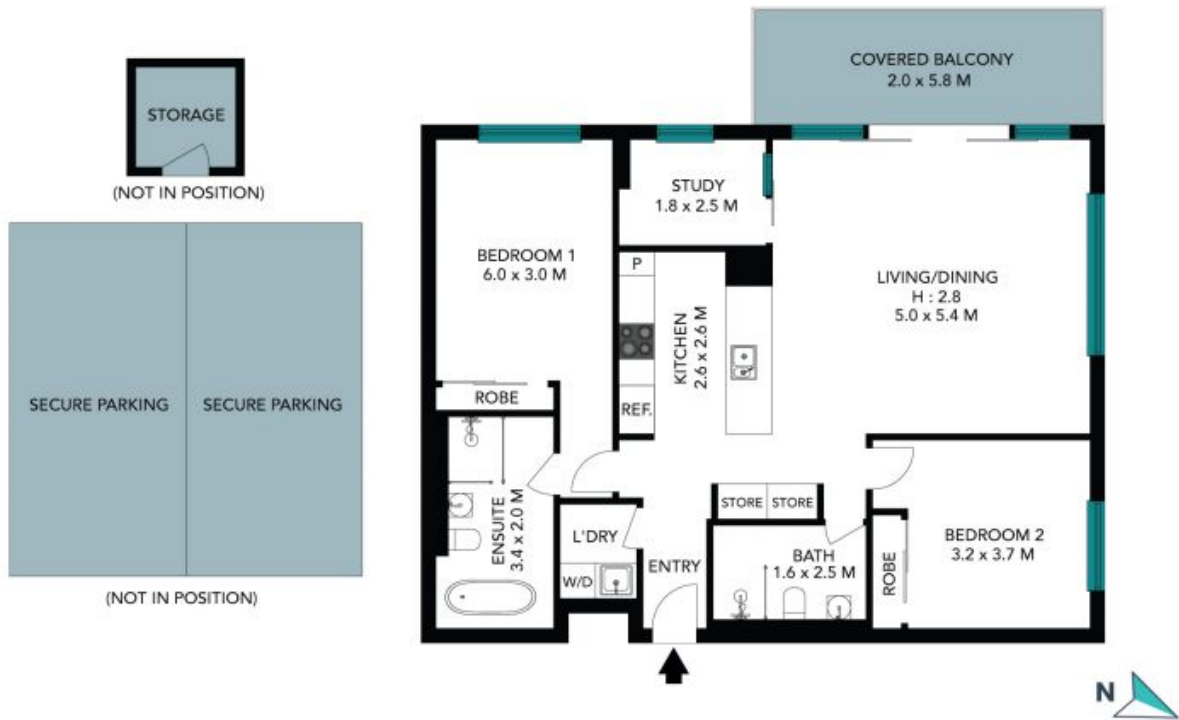 COVERED BALCONY
2.0 x 5.8 M
STORAGE
(NOT IN POSITION)
STUDY
1.8 x 2.5 M
BEDROOM 1
6.0 x 3.0 M
P
LIVING/DINING
H : 2.8
5.0 x 5.4 M
KITCHEN
2.6 x 2.6 M
SECURE PARKING
SECURE PARKING
ROBE
REF.
ENSUITE
3.4 x 2.0 M
STORE
STORE
L'DRY
W/D
ENTRY
BATH
1.6 x 2.5 M
ROBE
BEDROOM 2
3.2 x 3.7 M
(NOT IN POSITION)
N